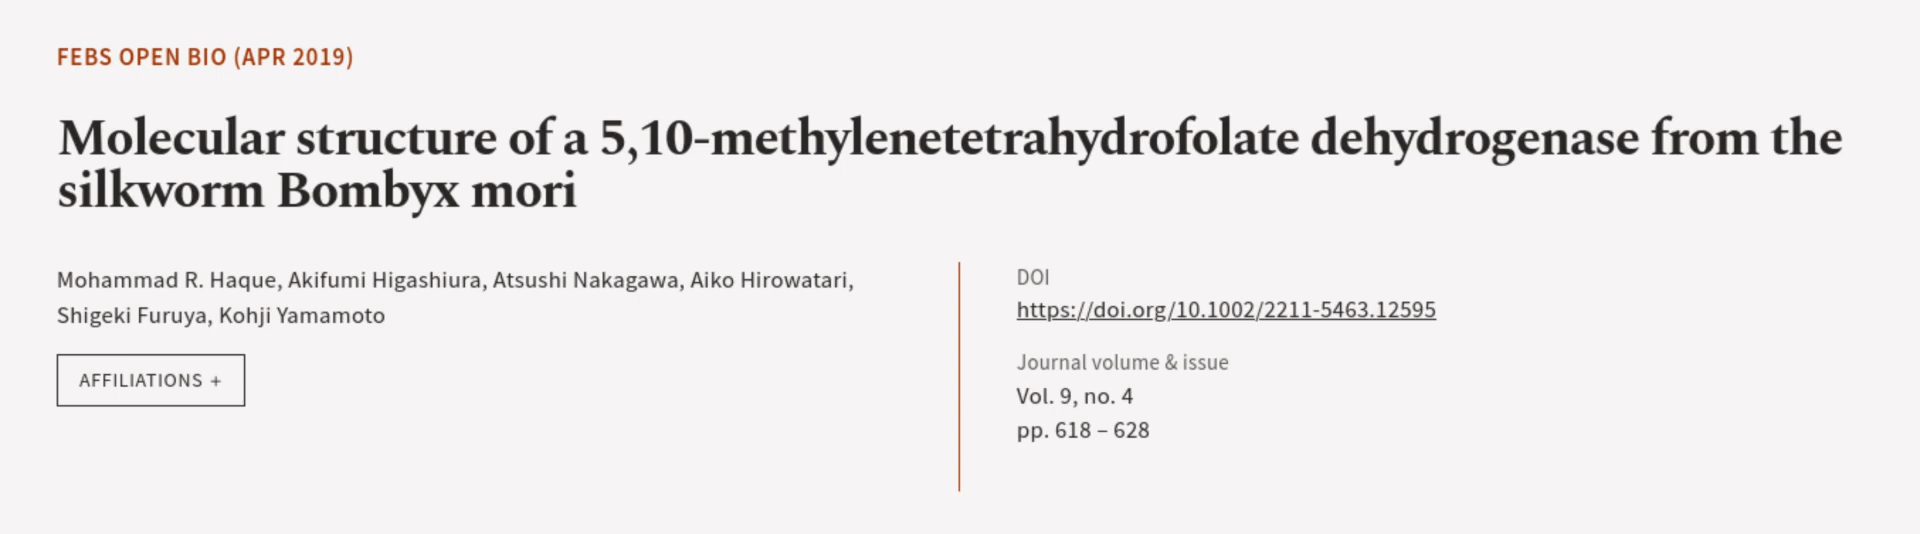 FEBS OPEN BIO (APR 2019)
Molecular structure of a 5,10-methylenetetrahydrofolate dehydrogenase from the
silkworm Bombyx mori
Mohammad R. Haque, Akifumi Higashiura, Atsushi Nakagawa, Aiko Hirowatari,
Shigeki Furuya, Kohji Yamamoto
AFFILIATIONS +
DOI
https://doi.org/10.1002/2211-5463.12595
Journal volume & issue
Vol. 9, no. 4
pp. 618 – 628